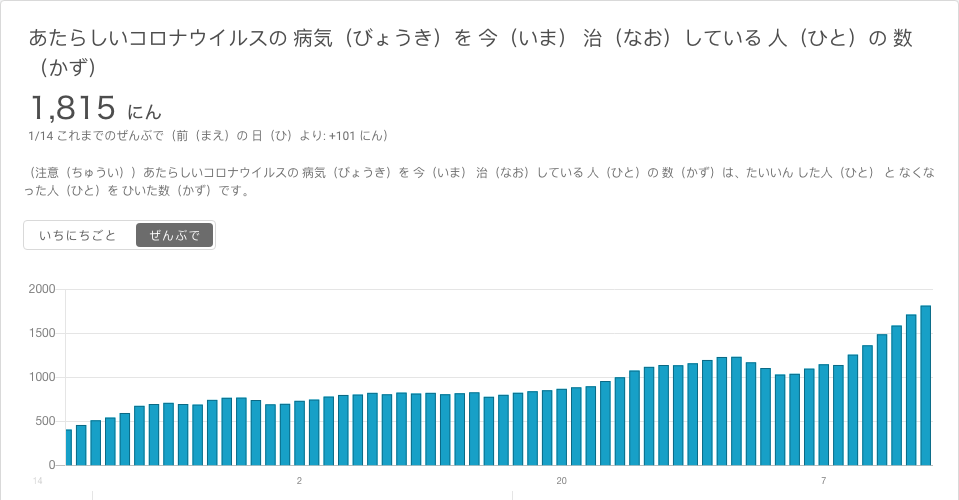 あたらしいコロナウイルスの 病気（びょうき）を 今（いま） 治（なお）している 人（ひと）の 数
（かず）
1,815 にん
1/14 これまでのぜんぶで（前（まえ）の 日（ひ）より: +101 にん）
（注意（ちゅうい））あたらしいコロナウイルスの 病気（びょうき）を 今（いま） 治（なお）している 人（ひと）の 数（かず）は、たいいん した人（ひと） と なくな
った人（ひと）を ひいた数（かず）です。
いちにちごと ぜんぶで
2000
1500
1000
500
0
14 2 20 7